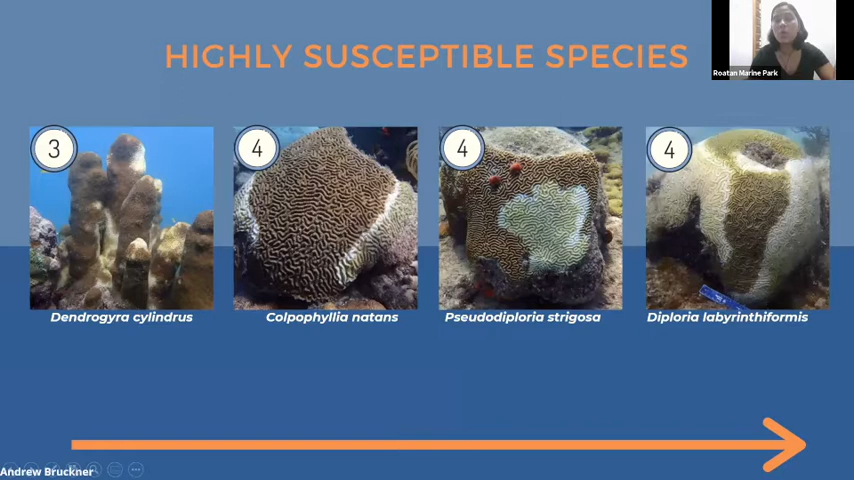 HIGHLY SUSCEPTIBLE SPECIES
Roatan Marine Park
3
4
4
4
Dendrogyra cylindrus
Colpophyllia natans
Pseudodiploria strigosa
Diploria labyrinthiformis
Andrew Bruckner